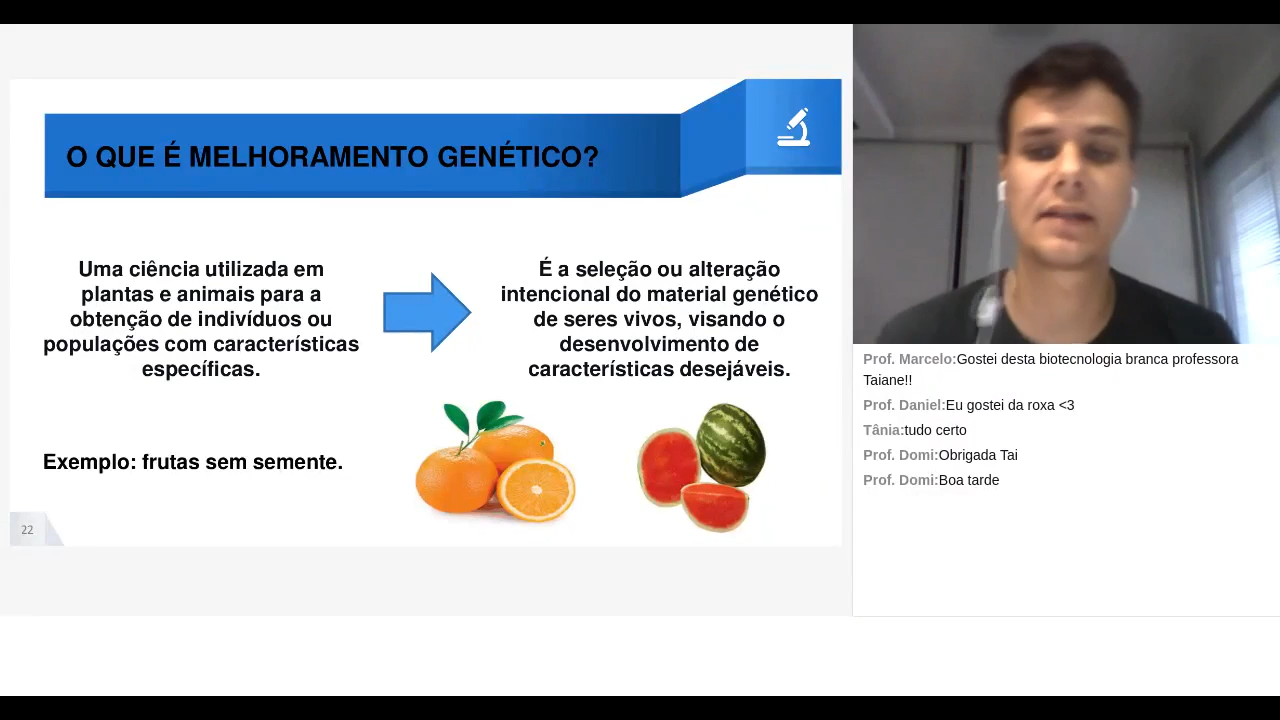 O QUE É MELHORAMENTO GENÉTICO?
Uma ciência utilizada em
plantas e animais para a
obtenção de indivíduos ou
populações com características
específicas.
É a seleção ou alteração
intencional do material genético
de seres vivos, visando o
desenvolvimento de
características desejáveis.
Exemplo: frutas sem semente.
22
Prof. Marcelo:Gostei desta biotecnologia branca professora
Taiane!!
Prof. Daniel:Eu gostei da roxa <3
Tânia:tudo certo
Prof. Domi:Obrigada Tai
Prof. Domi:Boa tarde